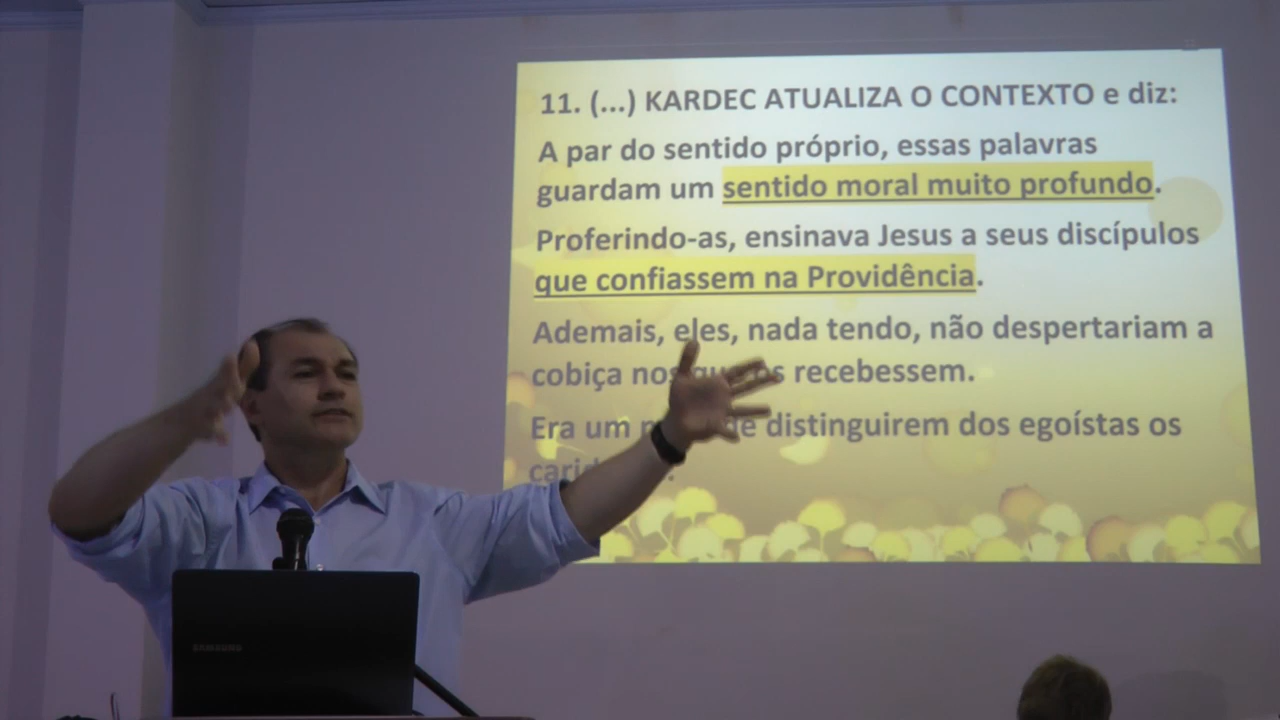 11. (...) KARDEC ATUALIZA O CONTEXTO e diz:
A par do sentido próprio, essas palavras
guardam um sentido moral muito profundo.
Proferindo-as, ensinava Jesus a seus discípulos
que confiassem na Providência.
Ademais, eles, nada tendo, não despertariam a
cobiça nos que os recebessem.
Era um de distinguirem dos egoístas os
SAMSUNG